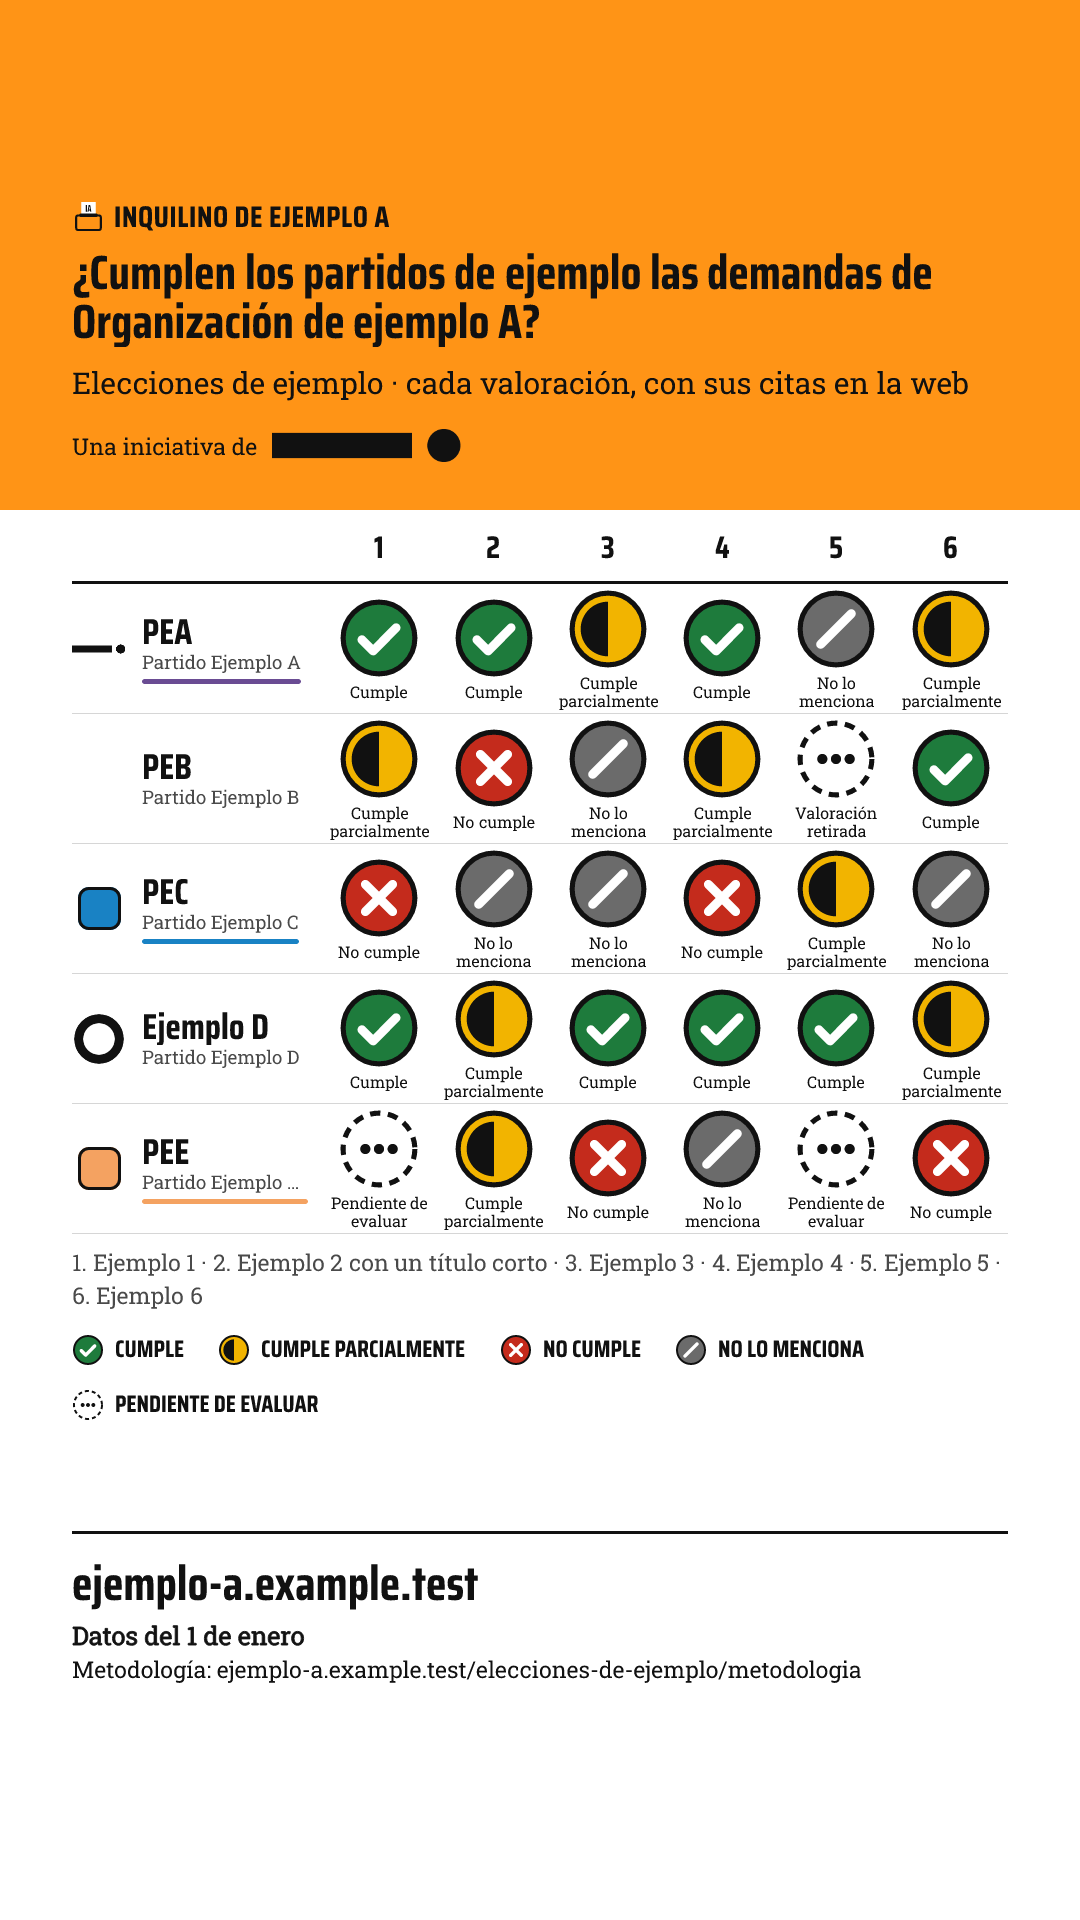 IA
INQUILINO DE EJEMPLO A
¿Cumplen los partidos de ejemplo las demandas de
Organización de ejemplo A?
Elecciones de ejemplo · cada valoración, con sus citas en la web
Una iniciativa de
1 2 3 4 5 6
PEA
Partido Ejemplo A
Cumple
Cumple
Cumple
parcialmente
Cumple
No lo
menciona
Cumple
parcialmente
PEB
Partido Ejemplo B
Cumple
parcialmente
No cumple
No lo
menciona
Cumple
parcialmente
Valoración
retirada
Cumple
PEC
Partido Ejemplo C
No cumple
No lo
menciona
No lo
menciona
No cumple
Cumple
parcialmente
No lo
menciona
Ejemplo D
Partido Ejemplo D
Cumple
Cumple
parcialmente
Cumple
Cumple
Cumple
Cumple
parcialmente
PEE
Partido Ejemplo ...
Pendiente de
evaluar
Cumple
parcialmente
No cumple
No lo
menciona
Pendiente de
evaluar
No cumple
1. Ejemplo 1 · 2. Ejemplo 2 con un título corto · 3. Ejemplo 3 · 4. Ejemplo 4 · 5. Ejemplo 5 ·
6. Ejemplo 6
CUMPLE CUMPLE PARCIALMENTE NO CUMPLE NO LO MENCIONA
PENDIENTE DE EVALUAR
ejemplo-a.example.test
Datos del 1 de enero
Metodología: ejemplo-a.example.test/elecciones-de-ejemplo/metodologia